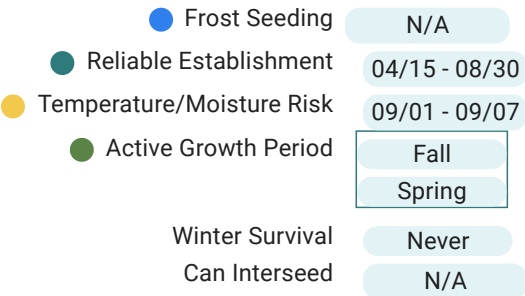 Frost Seeding N/A
Reliable Establishment 04/15 - 08/30
Temperature/Moisture Risk 09/01 - 09/07
Active Growth Period Fall
Spring
Winter Survival Never
Can Interseed N/A